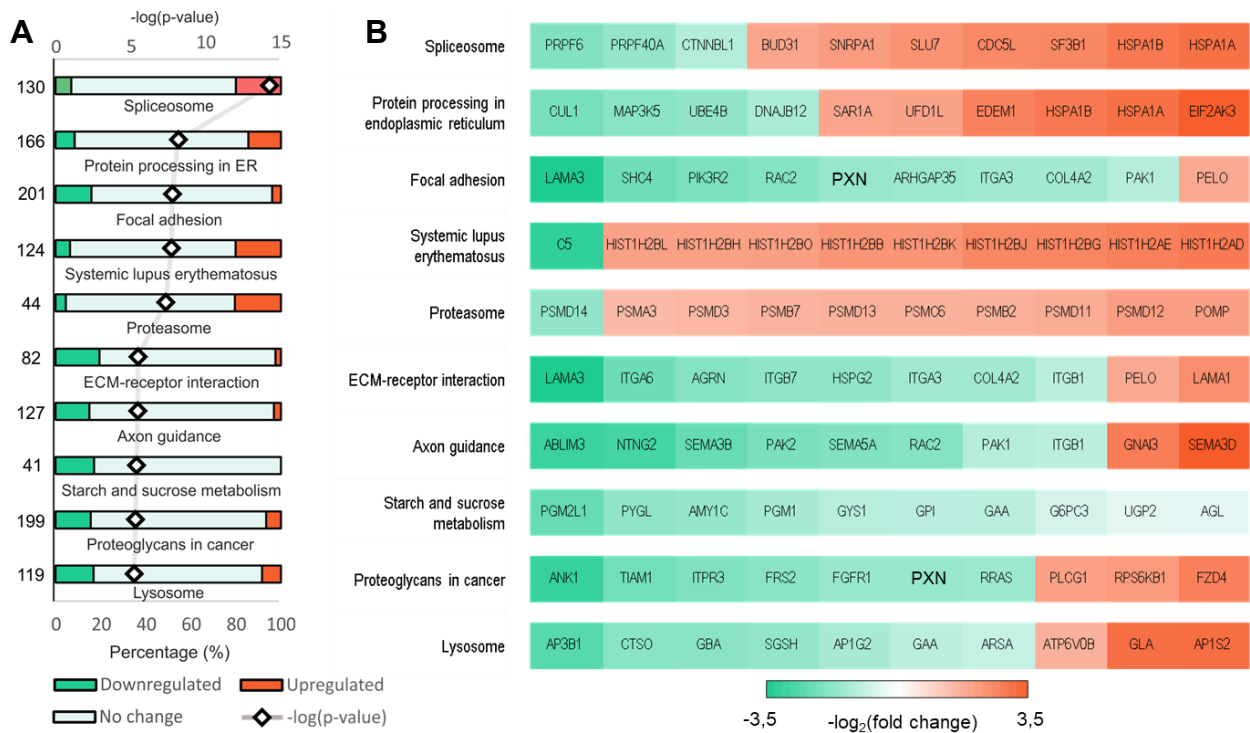 A
-log(p-value)
0 5 10 15
130
Spliceosome
166
Protein processing in ER
201
Focal adhesion
124
Systemic lupus erythematosus
44
Proteasome
82
ECM-receptor interaction
127
Axon guidance
41
Starch and sucrose metabolism
199
Proteoglycans in cancer
119
Lysosome
0 20 40 60 80 100
Percentage (%)
Downregulated Upregulated
No change -log(p-value)
B
Spliceosome PRPF6 PRPF40A CTNNBL1 BUD31 SNRPA1 SLU7 CDC5L SF3B1 HSPA1B HSPA1A
Protein processing in
endoplasmic reticulum CUL1 MAP3K5 UBE4B DNAJB12 SAR1A UFD1L EDEM1 HSPA1B HSPA1A EIF2AK3
Focal adhesion LAMA3 SHC4 PIK3R2 RAC2 PXN ARHGAP35 ITGA3 COL4A2 PAK1 PELO
Systemic lupus
erythematosus C5 HIST1H2BL HIST1H2BH HIST1H2BO HIST1H2BB HIST1H2BK HIST1H2BJ HIST1H2BG HIST1H2AE HIST1H2AD
Proteasome PSMD14 PSMA3 PSMD3 PSMB7 PSMD13 PSMC6 PSMB2 PSMD11 PSMD12 POMP
ECM-receptor interaction LAMA3 ITGA6 AGRN ITGB7 HSPG2 ITGA3 COL4A2 ITGB1 PELO LAMA1
Axon guidance ABLIM3 NTNG2 SEMA3B PAK2 SEMA5A RAC2 PAK1 ITGB1 GNAI3 SEMA3D
Starch and sucrose
metabolism PGM2L1 PYGL AMY1C PGM1 GYS1 GPI GAA G6PC3 UGP2 AGL
Proteoglycans in cancer ANK1 TIAM1 ITPR3 FRS2 FGFR1 PXN RRAS PLCG1 RPS6KB1 FZD4
Lysosome AP3B1 CTSO GBA SGSH AP1G2 GAA ARSA ATP6V0B GLA AP1S2
-3,5 -log2(fold change) 3,5